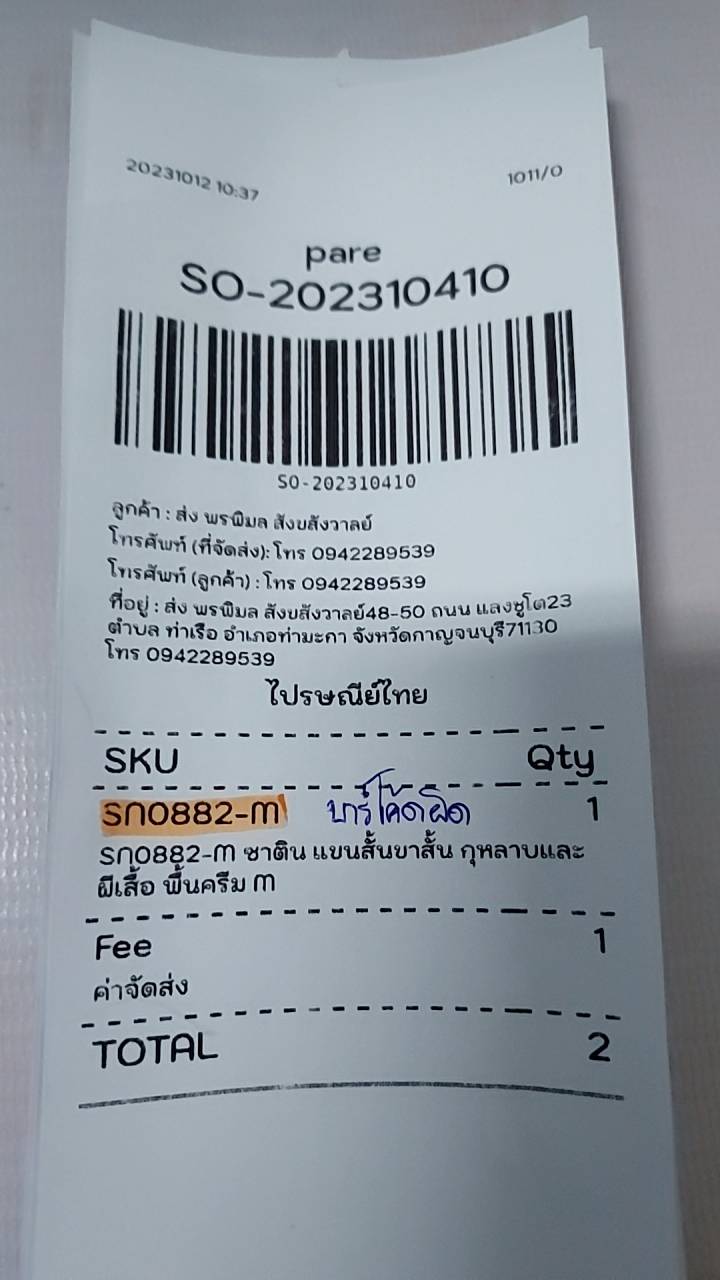 20231012 10:37 1011/0
pare
SO-202310410
SO-202310410
ลูกค้า : ส่ง พรพิมล สังขสังวาลย์
โทรศัพท์ (ที่จัดส่ง): โทร 0942289539
โทรศัพท์ (ลูกค้า) : โทร 0942289539
ที่อยู่ : ส่ง พรพิมล สังขสังวาลย์48-50 ถนน แสงชูโต23
ตำบล ท่าเรือ อำเภอท่ามะกา จังหวัดกาญจนบุรี71130
โทร 0942289539
ไปรษณีย์ไทย
SKU Qty
SET0882-M บาร์โค้ดผิด 1
SET0882-M ซาติน แขนสั้นขาสั้น กุหลาบและ
ผีเสื้อ พื้นครีม M
Fee 1
ค่าจัดส่ง
TOTAL 2